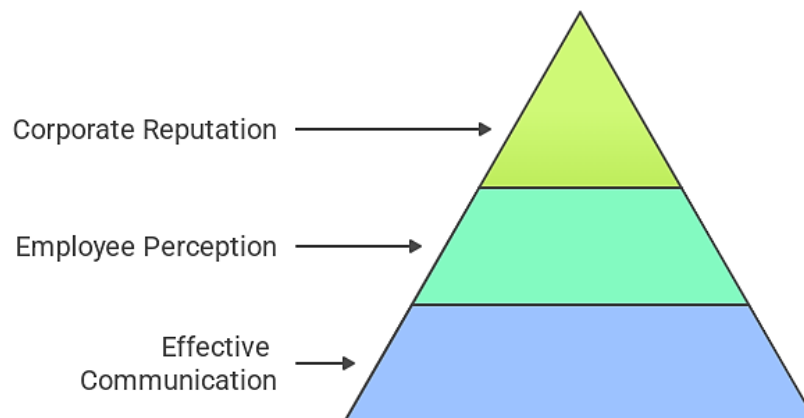 Corporate Reputation
Employee Perception
Effective
Communication